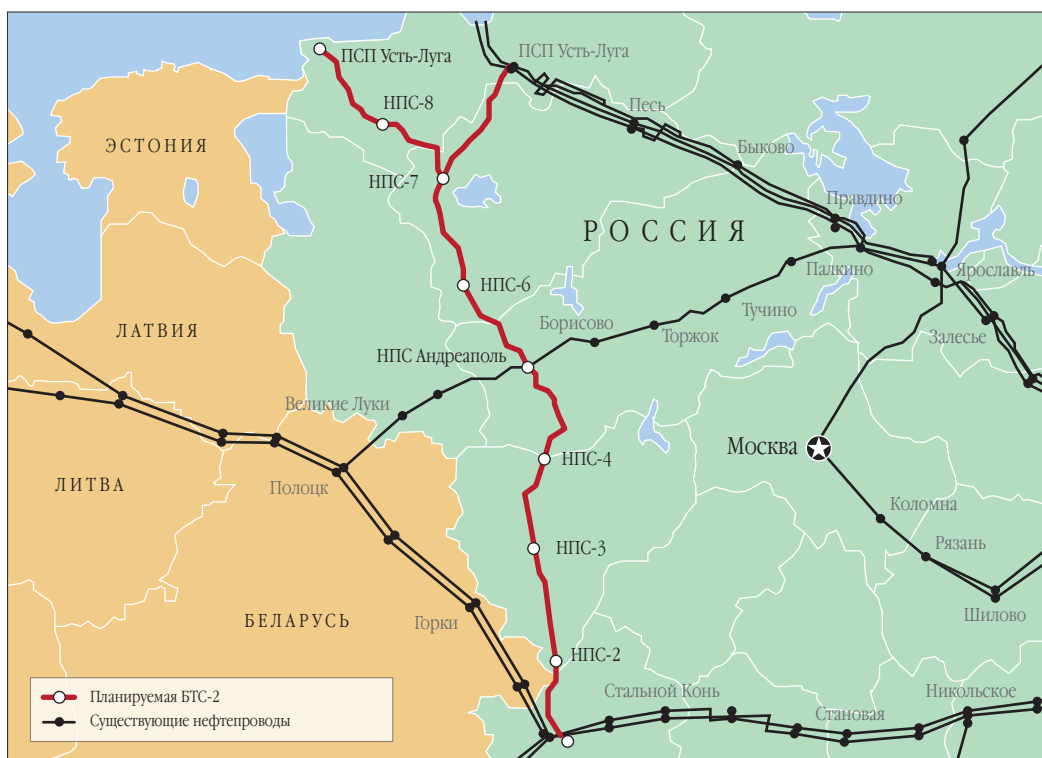 ПСП Усть-Луга
ПСП Усть-Луга
НПС-8
Песь
ЭСТОНИЯ
Быково
НПС-7
Правдино
РОССИЯ
Палкино
Ярославль
НПС-6
Тучино
ЛАТВИЯ
Борисово
Торжок
Залесье
НПС Андреаполь
Великие Луки
Москва
НПС-4
ЛИТВА
Полоцк
Коломна
Рязань
НПС-3
Шилово
БЕЛАРУСЬ
Горки
НПС-2
Стальной Конь
Никольское
Становая
Планируемая БТС-2
Существующие нефтепроводы